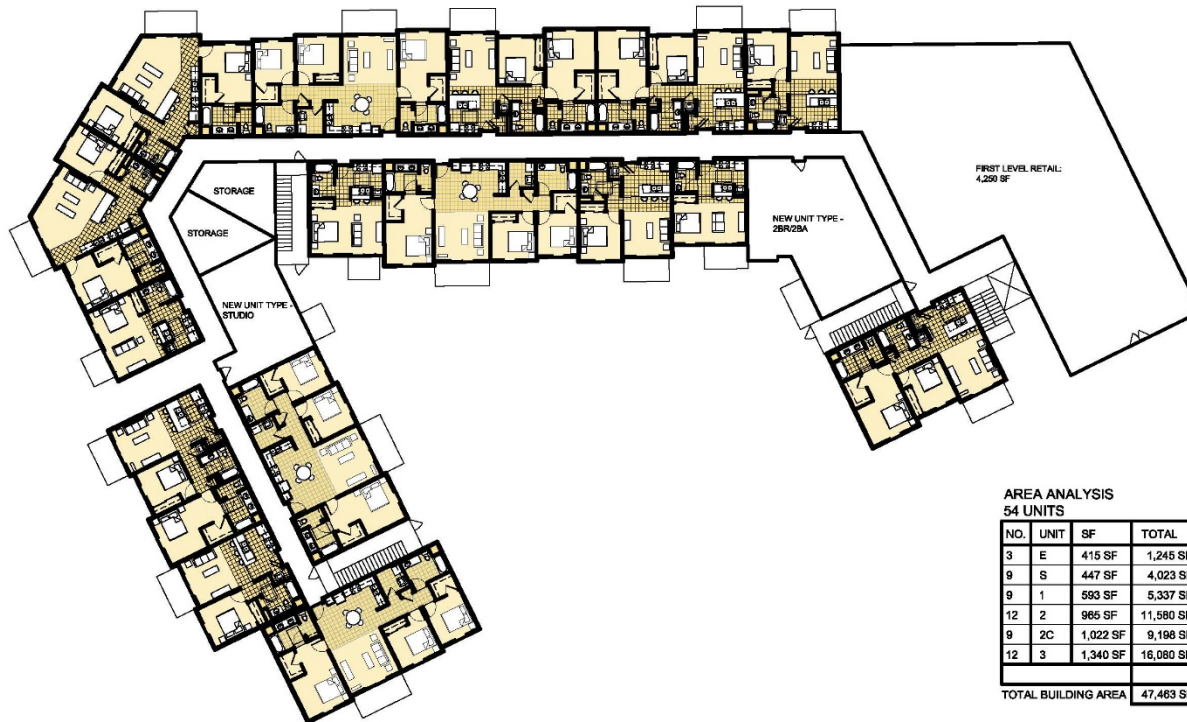 STORAGE
STORAGE
NEW UNIT TYPE -
STUDIO
NEW UNIT TYPE -
2BR/2BA
FIRST LEVEL RETAIL:
4,250 SF
AREA ANALYSIS
54 UNITS
NO. UNIT SF TOTAL
3 E 415 SF 1,245 SF
9 S 447 SF 4,023 SF
9 1 593 SF 5,337 SF
12 2 965 SF 11,580 SF
9 2C 1,022 SF 9,198 SF
12 3 1,340 SF 16,080 SF
TOTAL BUILDING AREA 47,463 SF